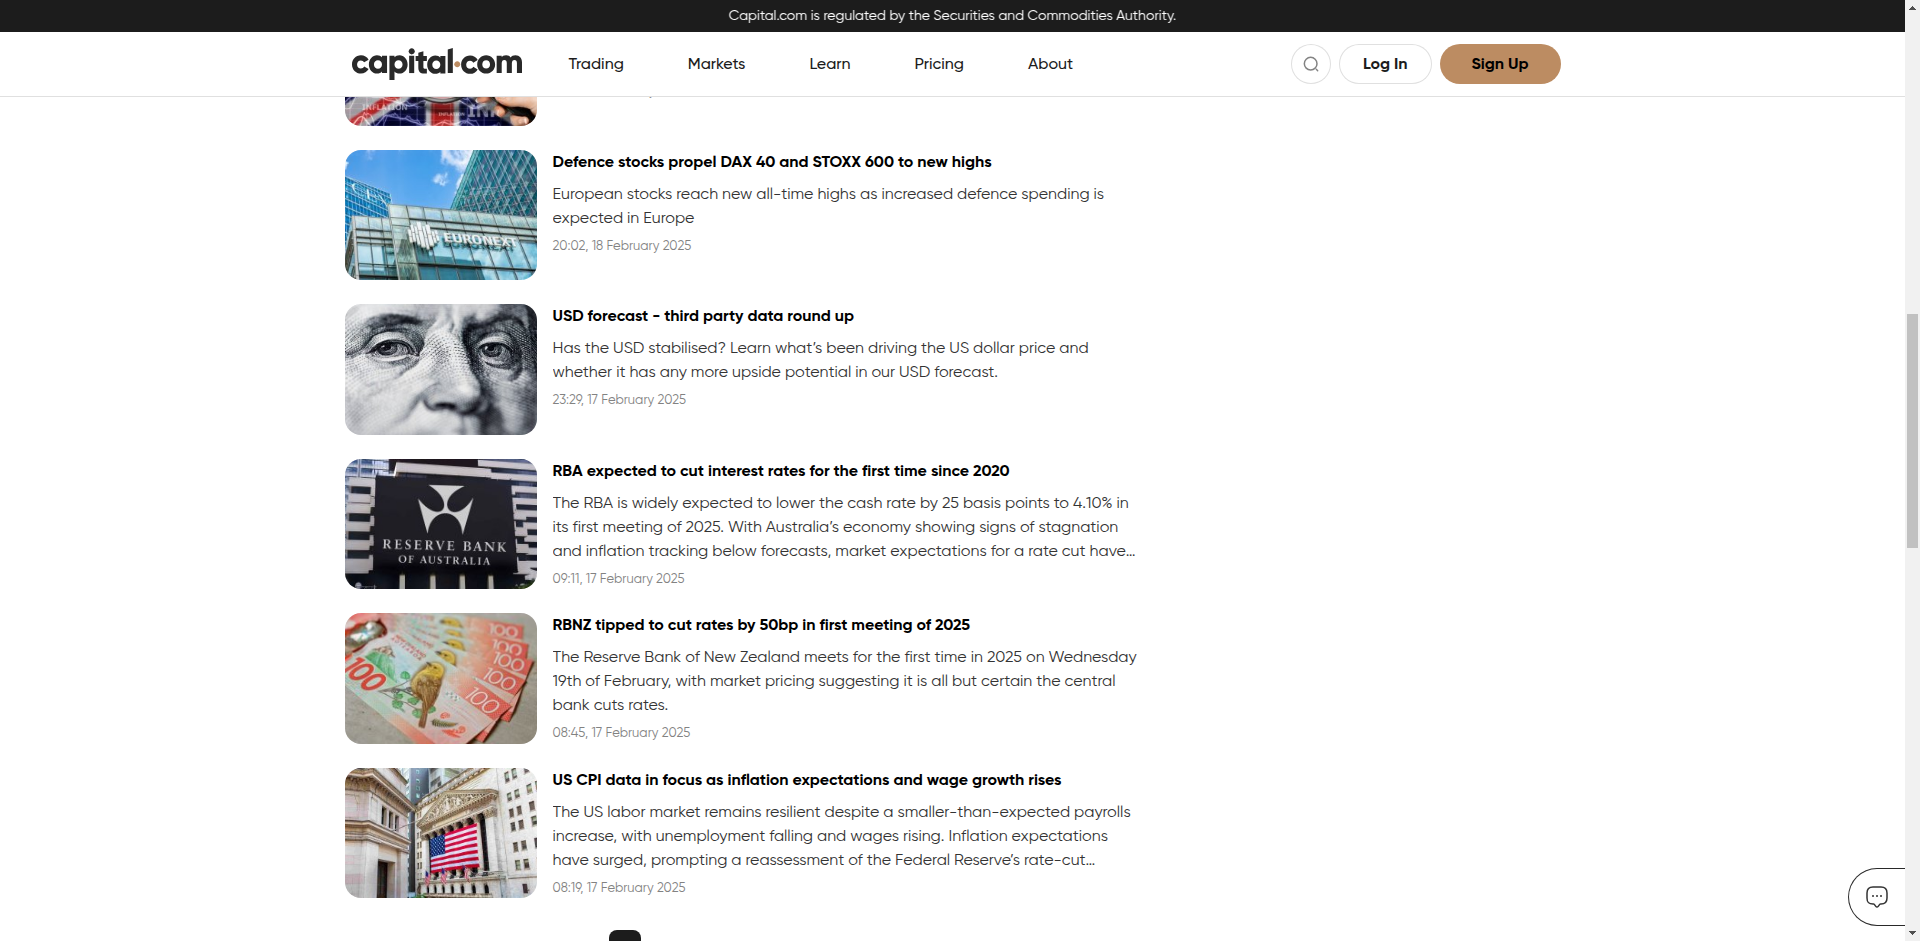 Capital.com is regulated by the Securities and Commodities Authority.
capital.com
Trading
Markets
Learn
Pricing
About
Log In
Sign Up
INFLATION
Defence stocks propel DAX 40 and STOXX 600 to new highs
European stocks reach new all-time highs as increased defence spending is
expected in Europe
20:02, 18 February 2025
EURONEXT
USD forecast - third party data round up
Has the USD stabilised? Learn what's been driving the US dollar price and
whether it has any more upside potential in our USD forecast.
23:29, 17 February 2025
RESERVE BANK
OF AUSTRALIA
RBA expected to cut interest rates for the first time since 2020
The RBA is widely expected to lower the cash rate by 25 basis points to 4.10% in
its first meeting of 2025. With Australia's economy showing signs of stagnation
and inflation tracking below forecasts, market expectations for a rate cut have...
09:11, 17 February 2025
100
100
100
100
100
RBNZ tipped to cut rates by 50bp in first meeting of 2025
The Reserve Bank of New Zealand meets for the first time in 2025 on Wednesday
19th of February, with market pricing suggesting it is all but certain the central
bank cuts rates.
08:45, 17 February 2025
US CPI data in focus as inflation expectations and wage growth rises
The US labor market remains resilient despite a smaller-than-expected payrolls
increase, with unemployment falling and wages rising. Inflation expectations
have surged, prompting a reassessment of the Federal Reserve's rate-cut...
08:19, 17 February 2025